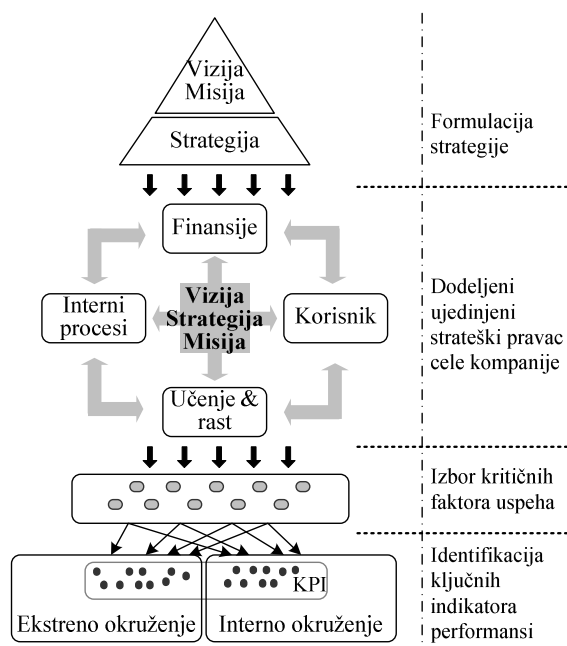 Vizija
Misija
Strategija
Formulacija
strategije
Finansije
Interni
procesi
Vizija
Strategija
Misija
Korisnik
Učenje &
rast
Dodeljeni
ujedinjeni
strateški pravac
cele kompanije
Izbor kritičnih
faktora uspeha
KPI
Ekstreno okruženje
Interno okruženje
Identifikacija
ključnih
indikatora
performansi